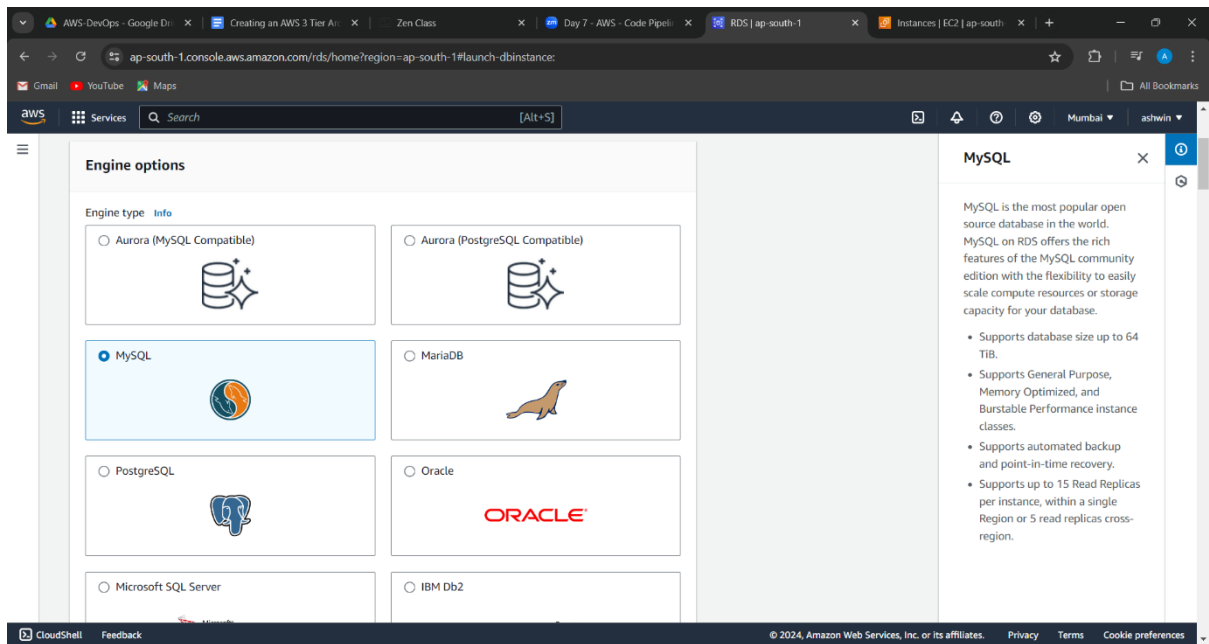 AWS-DevOps - Google Dri
Creating an AWS 3 Tier Arc
Zen Class
Day 7 - AWS - Code Pipelin
RDS | ap-south-1
Instances | EC2 | ap-south-
ap-south-1.console.aws.amazon.com/rds/home?region=ap-south-1#launch-dbinstance:
A
Gmail
YouTube
Maps
All Bookmarks
aws
Services
Search
[Alt+S]
Mumbai
ashwin
Engine options
Engine type Info
Aurora (MySQL Compatible)
Aurora (PostgreSQL Compatible)
MySQL
MariaDB
PostgreSQL
Oracle
ORACLE
Microsoft SQL Server
IBM Db2
MySQL
MySQL is the most popular open
source database in the world.
MySQL on RDS offers the rich
features of the MySQL community
edition with the flexibility to easily
scale compute resources or storage
capacity for your database.
• Supports database size up to 64
TiB.
• Supports General Purpose,
Memory Optimized, and
Burstable Performance instance
classes.
• Supports automated backup
and point-in-time recovery.
• Supports up to 15 Read Replicas
per instance, within a single
Region or 5 read replicas cross-
region.
CloudShell
Feedback
© 2024, Amazon Web Services, Inc. or its affiliates.
Privacy
Terms
Cookie preferences